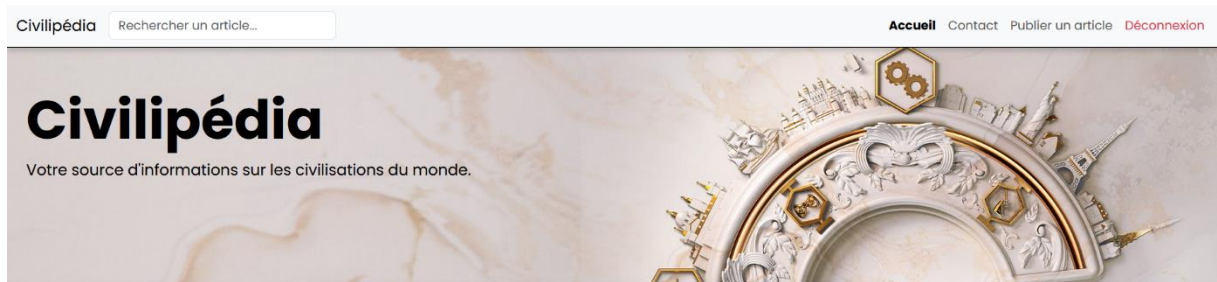 Civilipédia Rechercher un article... Accueil Contact Publier un article Déconnexion
Civilipédia
Votre source d'informations sur les civilisations du monde.